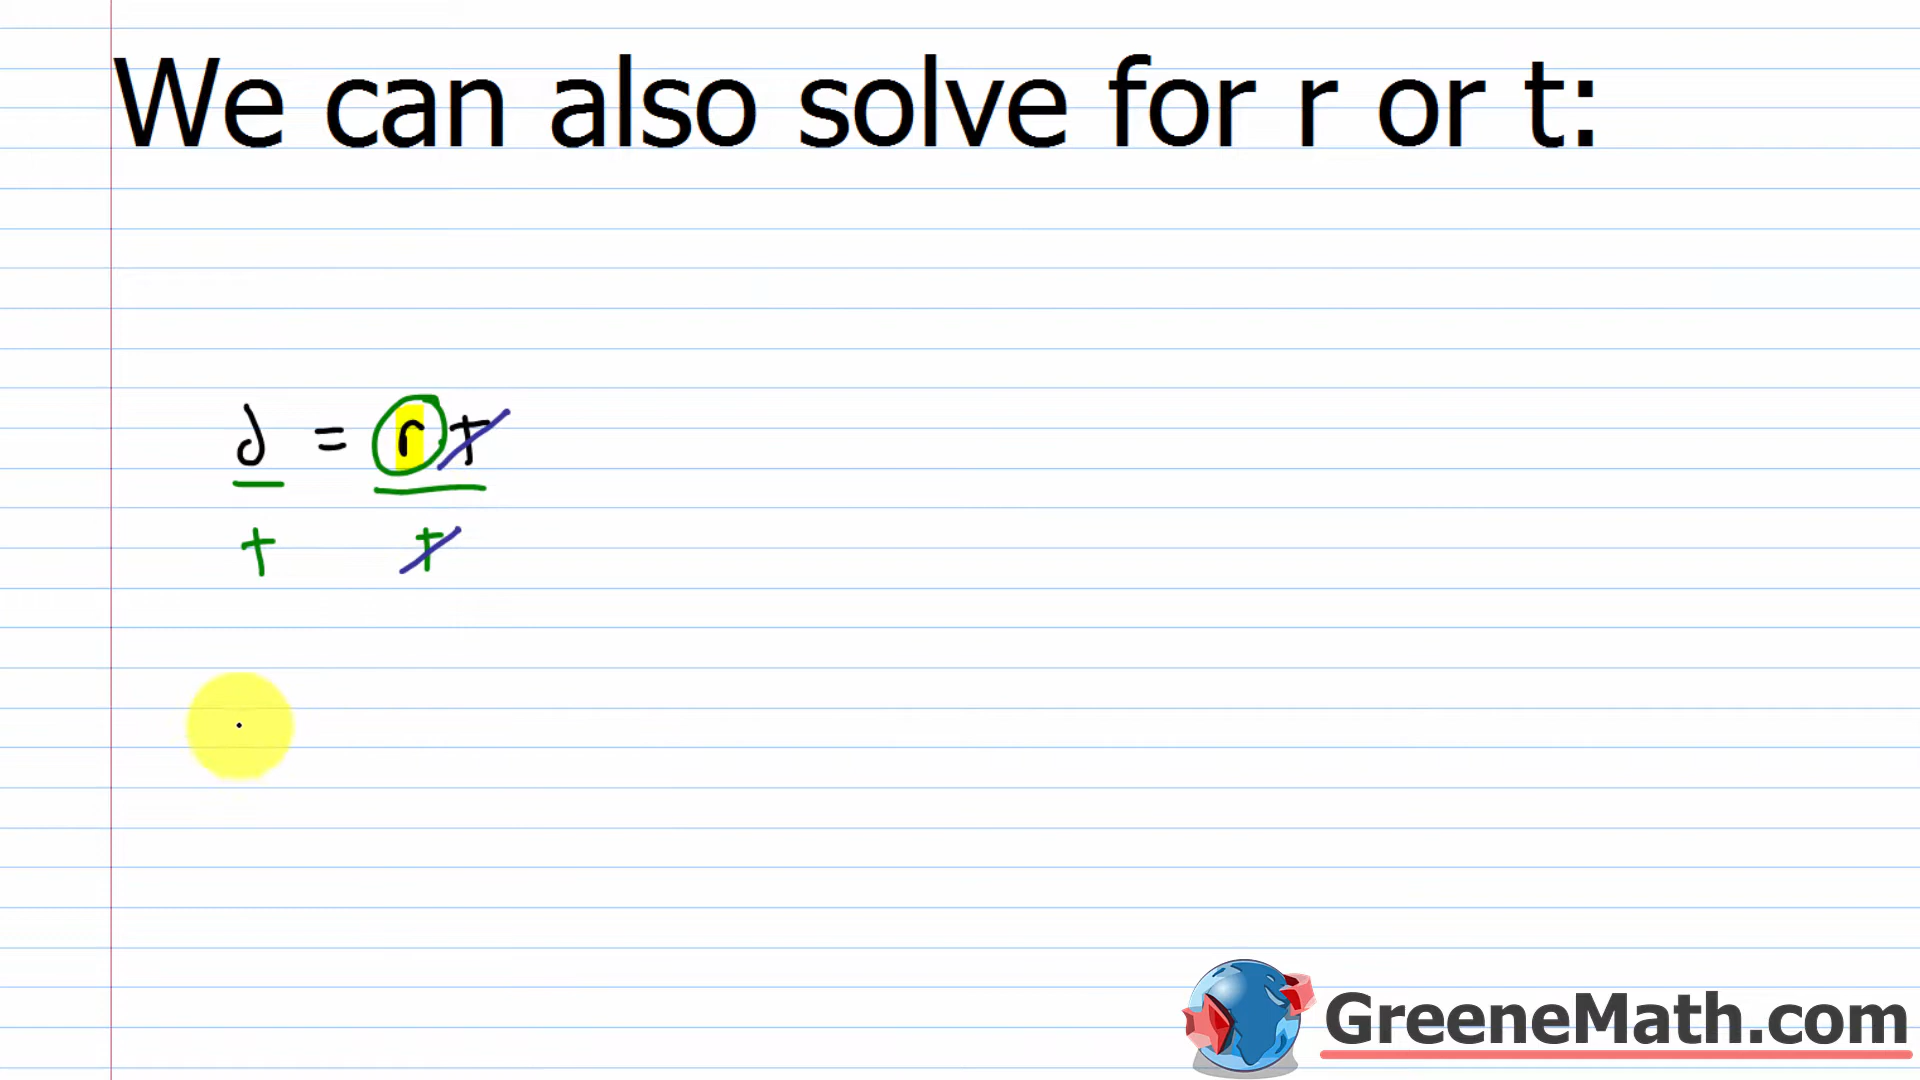 We can also solve for r or t:
d = rt
t t
GreeneMath.com